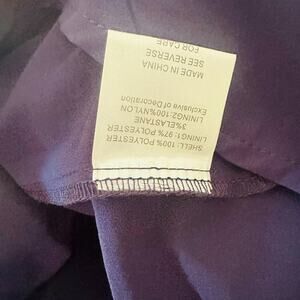 SHELL: 100% POLYESTER
LINING1: 97% POLYESTER
3%ELASTANE
LINING2: 100%NYLON
Exclusive of Decoration
MADE IN CHINA
SEE REVERSE
FOR CARE